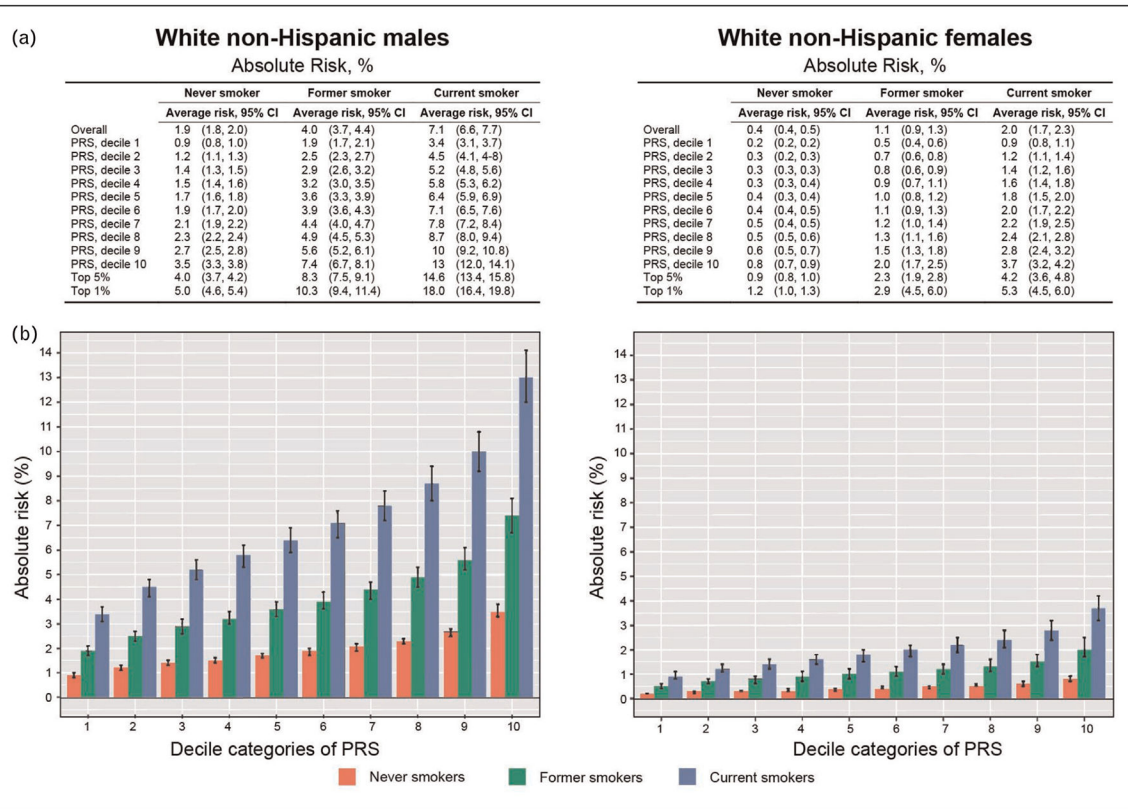 (a)
White non-Hispanic males
Absolute Risk, %
Never smoker Former smoker Current smoker
Average risk, 95% CI Average risk, 95% CI Average risk, 95% CI
Overall 1.9 (1.8, 2.0) 4.0 (3.7, 4.4) 7.1 (6.6, 7.7)
PRS, decile 1 0.9 (0.8, 1.0) 1.9 (1.7, 2.1) 3.4 (3.1, 3.7)
PRS, decile 2 1.2 (1.1, 1.3) 2.5 (2.3, 2.7) 4.5 (4.1, 4-8)
PRS, decile 3 1.4 (1.3, 1.5) 2.9 (2.6, 3.2) 5.2 (4.8, 5.6)
PRS, decile 4 1.5 (1.4, 1.6) 3.2 (3.0, 3.5) 5.8 (5.3, 6.2)
PRS, decile 5 1.7 (1.6, 1.8) 3.6 (3.3, 3.9) 6.4 (5.9, 6.9)
PRS, decile 6 1.9 (1.7, 2.0) 3.9 (3.6, 4.3) 7.1 (6.5, 7.6)
PRS, decile 7 2.1 (1.9, 2.2) 4.4 (4.0, 4.7) 7.8 (7.2, 8.4)
PRS, decile 8 2.3 (2.2, 2.4) 4.9 (4.5, 5.3) 8.7 (8.0, 9.4)
PRS, decile 9 2.7 (2.5, 2.8) 5.6 (5.2, 6.1) 10 (9.2, 10.8)
PRS, decile 10 3.5 (3.3, 3.8) 7.4 (6.7, 8.1) 13 (12.0, 14.1)
Top 5% 4.0 (3.7, 4.2) 8.3 (7.5, 9.1) 14.6 (13.4, 15.8)
Top 1% 5.0 (4.6, 5.4) 10.3 (9.4, 11.4) 18.0 (16.4, 19.8)
White non-Hispanic females
Absolute Risk, %
Never smoker Former smoker Current smoker
Average risk, 95% CI Average risk, 95% CI Average risk, 95% CI
Overall 0.4 (0.4, 0.5) 1.1 (0.9, 1.3) 2.0 (1.7, 2.3)
PRS, decile 1 0.2 (0.2, 0.2) 0.5 (0.4, 0.6) 0.9 (0.8, 1.1)
PRS, decile 2 0.3 (0.2, 0.3) 0.7 (0.6, 0.8) 1.2 (1.1, 1.4)
PRS, decile 3 0.3 (0.3, 0.3) 0.8 (0.6, 0.9) 1.4 (1.2, 1.6)
PRS, decile 4 0.3 (0.3, 0.4) 0.9 (0.7, 1.1) 1.6 (1.4, 1.8)
PRS, decile 5 0.4 (0.3, 0.4) 1.0 (0.8, 1.2) 1.8 (1.5, 2.0)
PRS, decile 6 0.4 (0.4, 0.5) 1.1 (0.9, 1.3) 2.0 (1.7, 2.2)
PRS, decile 7 0.5 (0.4, 0.5) 1.2 (1.0, 1.4) 2.2 (1.9, 2.5)
PRS, decile 8 0.5 (0.5, 0.6) 1.3 (1.1, 1.6) 2.4 (2.1, 2.8)
PRS, decile 9 0.6 (0.5, 0.7) 1.5 (1.3, 1.8) 2.8 (2.4, 3.2)
PRS, decile 10 0.8 (0.7, 0.9) 2.0 (1.7, 2.5) 3.7 (3.2, 4.2)
Top 5% 0.9 (0.8, 1.0) 2.3 (1.9, 2.8) 4.2 (3.6, 4.8)
Top 1% 1.2 (1.0, 1.3) 2.9 (4.5, 6.0) 5.3 (4.5, 6.0)
(b)
Absolute risk (%)
14
13
12
11
10
9
8
7
6
5
4
3
2
1
0
1 2 3 4 5 6 7 8 9 10
Decile categories of PRS
Absolute risk (%)
14
13
12
11
10
9
8
7
6
5
4
3
2
1
0
1 2 3 4 5 6 7 8 9 10
Decile categories of PRS
Never smokers Former smokers Current smokers